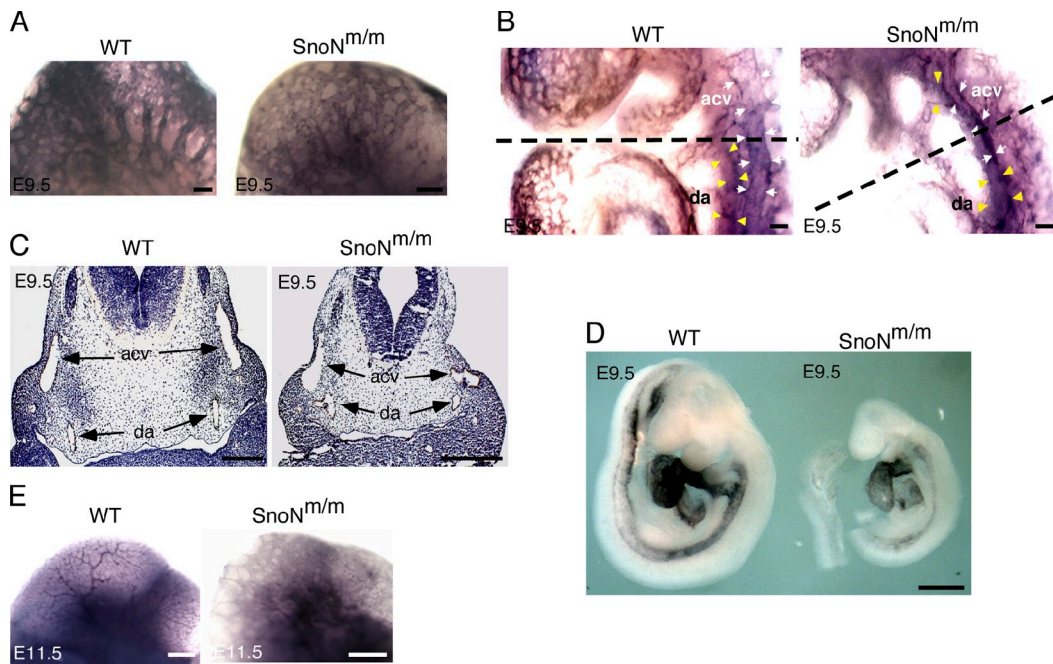 A
WT
SnoN^m/m
E9.5
E9.5
B
WT
SnoN^m/m
acv
da
E9.5
acv
da
E9.5
C
WT
SnoN^m/m
E9.5
E9.5
acv
da
acv
da
D
WT
SnoN^m/m
E9.5
E9.5
E
WT
SnoN^m/m
E11.5
E11.5